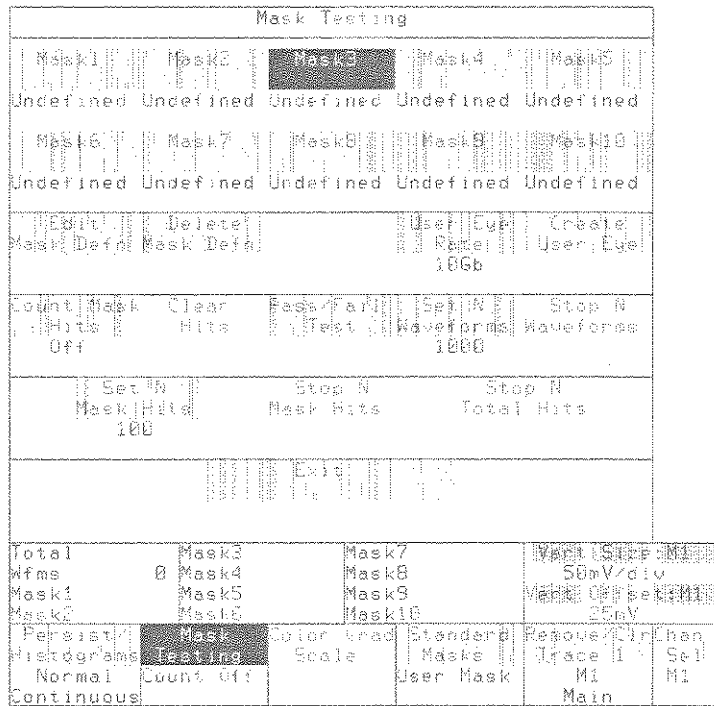 Mask Testing
Mask1 Mask2 Mask3 Mask4 Mask5
Undefined Undefined Undefined Undefined Undefined
Mask6 Mask7 Mask8 Mask9 Mask10
Undefined Undefined Undefined Undefined Undefined
Edit Delete User Eye Create
Mask Defn Mask Defn Rate User Eye
10Gb
Count Mask Clear Pass/Fail Set N Stop N
Hits Hits Test Waveforms Waveforms
Off 1000
Set N Stop N Stop N
Mask Hits Mask Hits Total Hits
100
Exit
Total Mask3 Mask7 Vert Size:M1
Wfms 0 Mask4 Mask8 50mV/div
Mask1 Mask5 Mask9 Vert Offset:M1
Mask2 Mask6 Mask10 25mV
Persist/ Mask Color Grad Standard Remove/Clr Chan
Histograms Testing Scale Masks Trace 1 Sel
Normal Count Off User Mask M1 M1
Continuous Main